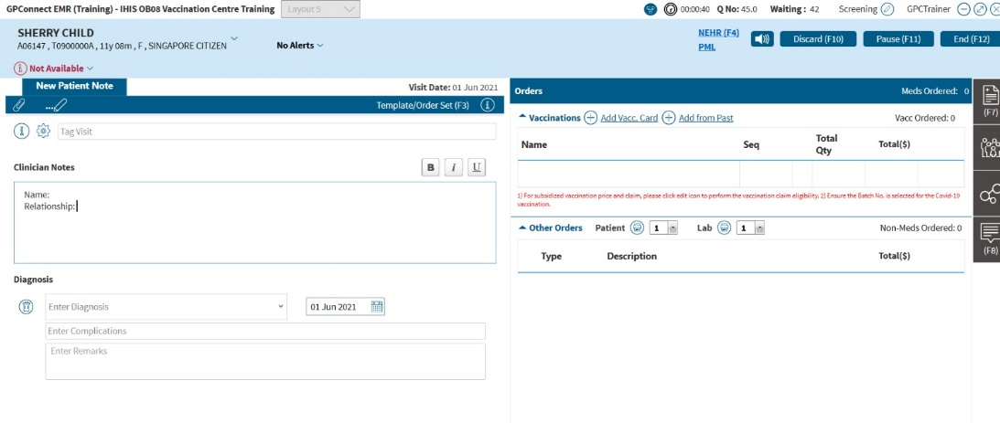 GPConnect EMR (Training) - IHIS OB08 Vaccination Centre Training Layout 5 00:00:40 Q No: 45.0 Waiting: 42 Screening GPCTrainer
SHERRY CHILD
A06147, T0900000A, 11y 08m, F, SINGAPORE CITIZEN
No Alerts
NEHR (F4)
PML
Discard (F10) Pause (F11) End (F12)
Not Available
New Patient Note Visit Date: 01 Jun 2021
Template/Order Set (F3)
Tag Visit
Clinician Notes B I U
Name:
Relationship:
Diagnosis
Enter Diagnosis 01 Jun 2021
Enter Complications
Enter Remarks
Orders Meds Ordered: 0
Vaccinations Add Vacc. Card Add from Past Vacc Ordered: 0
Name Seq Total Qty Total($)
1) For subsidized vaccination price and claim, please click edit icon to perform the vaccination claim eligibility. 2) Ensure the Batch No. is selected for the Covid-19
vaccination.
Other Orders Patient 1 Lab 1 Non-Meds Ordered: 0
Type Description Total($)
(F7)
(F8)